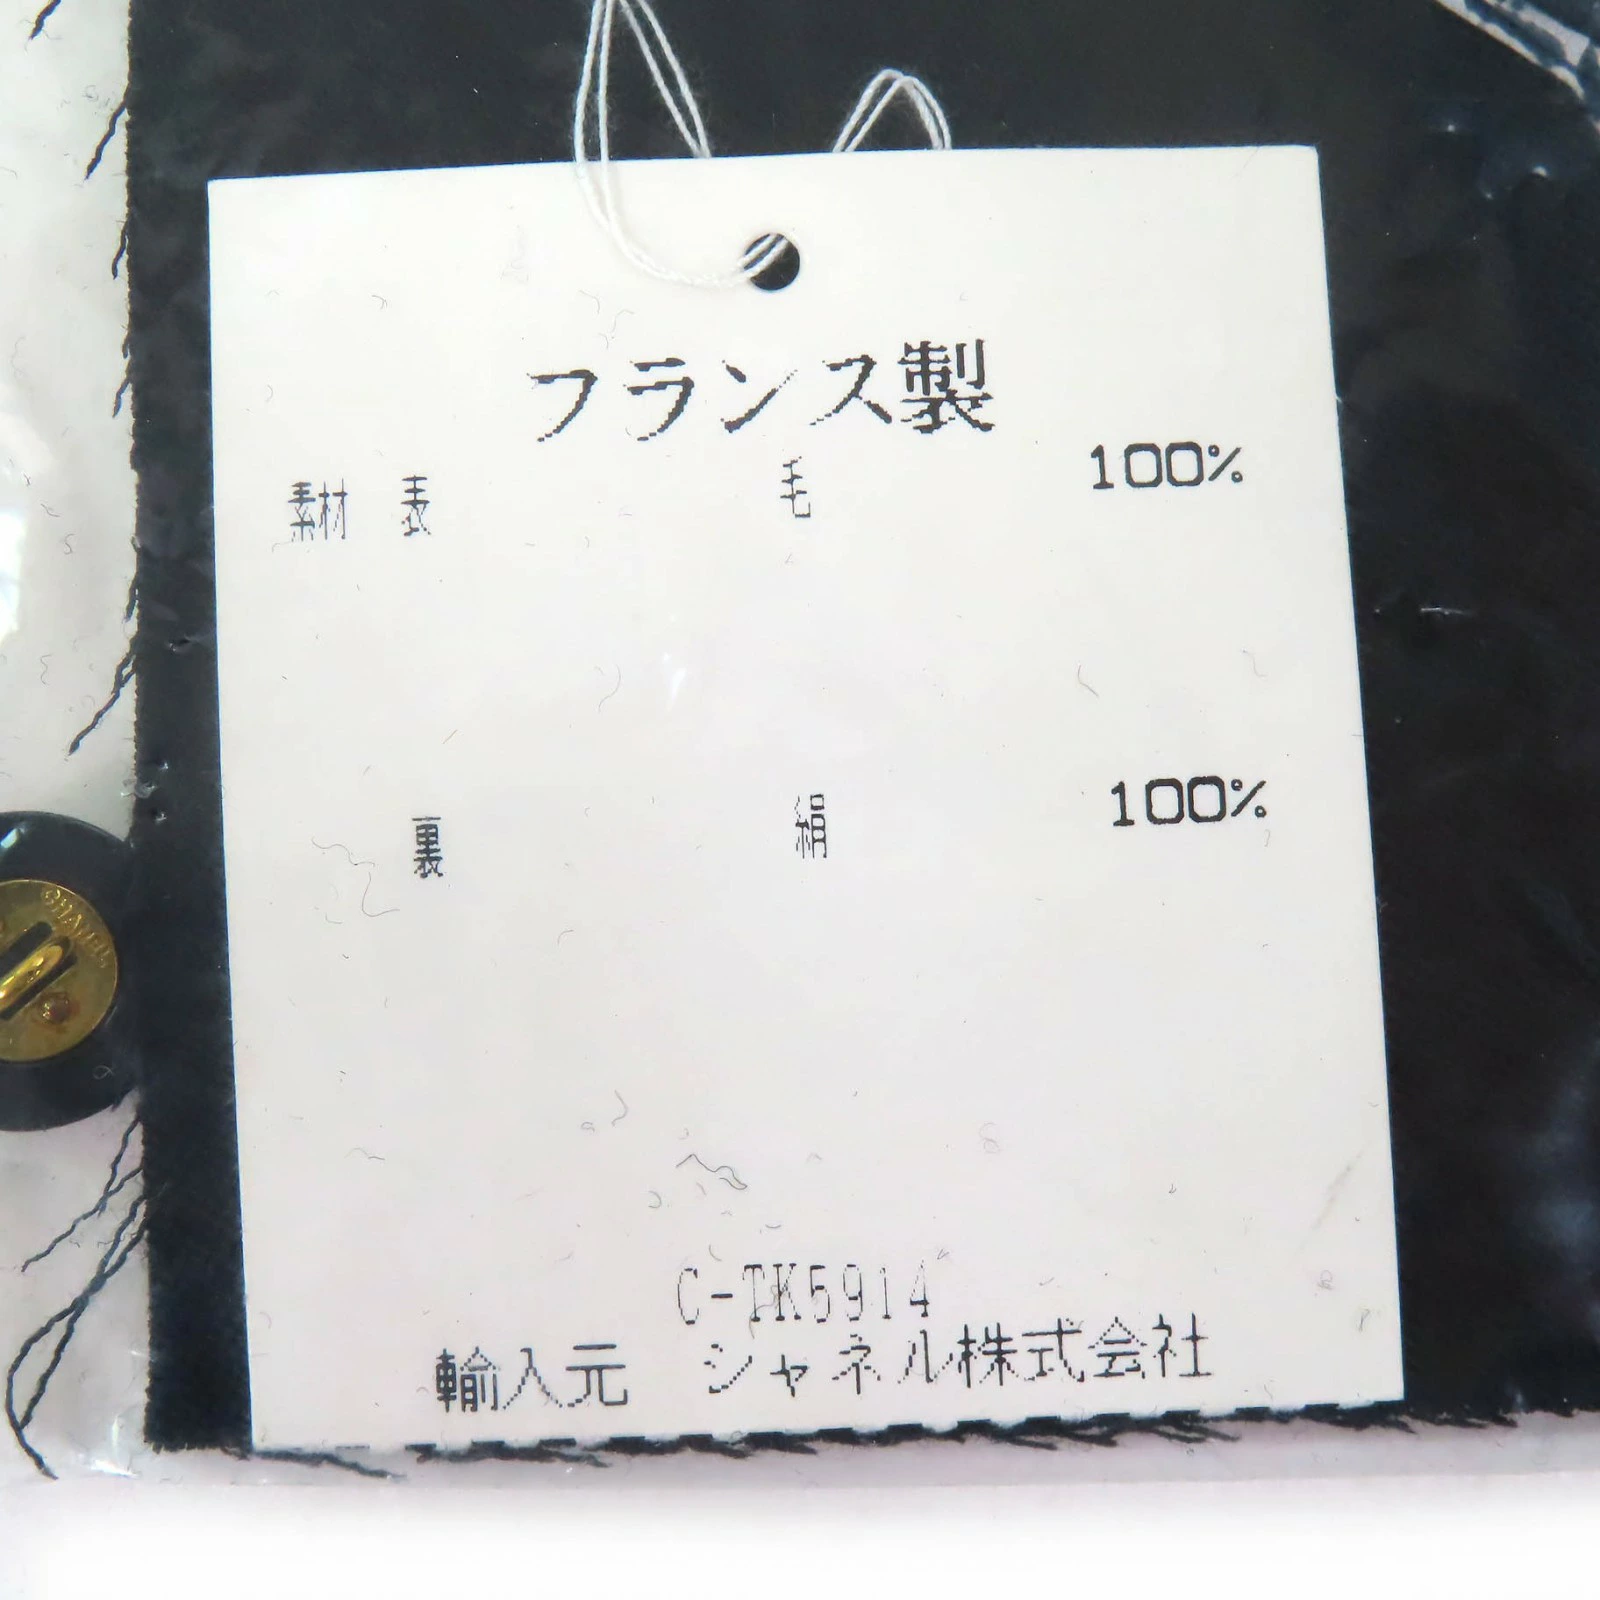 フランス製
素材 表 毛 100%
裏 絹 100%
CHANEL
C-TK5914
輸入元 シャネル株式会社